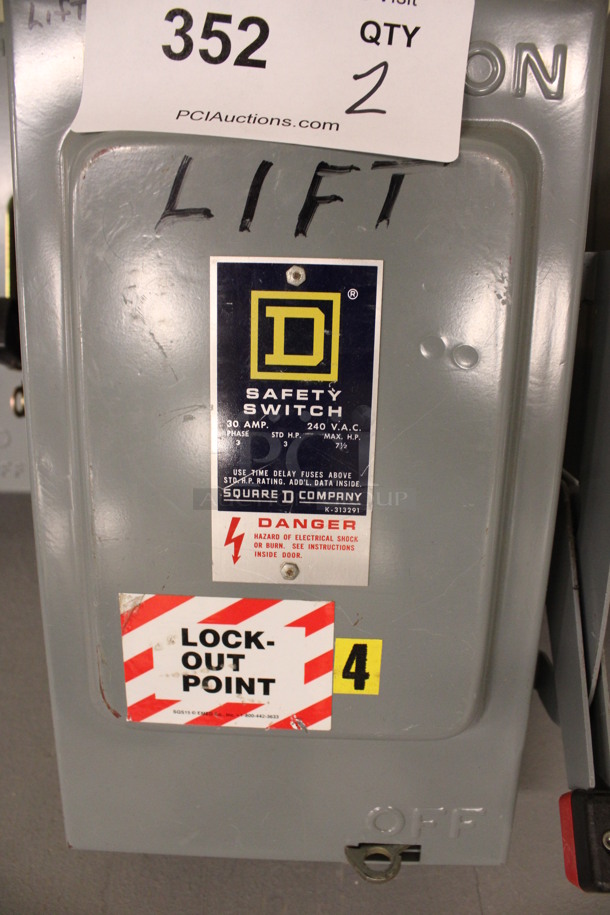 LIFT
Visit
352
QTY
2
PCIAuctions.com
ON
LIFT
D ®
SAFETY
SWITCH
30 AMP. 240 V.A.C.
PHASE STD H.P. MAX. H.P.
3 3 7½
USE TIME DELAY FUSES ABOVE
STD. H.P. RATING. ADD'L. DATA INSIDE.
SQUARE D COMPANY
K-313291
DANGER
HAZARD OF ELECTRICAL SHOCK
OR BURN. SEE INSTRUCTIONS
INSIDE DOOR.
LOCK-
OUT
POINT
4
OFF